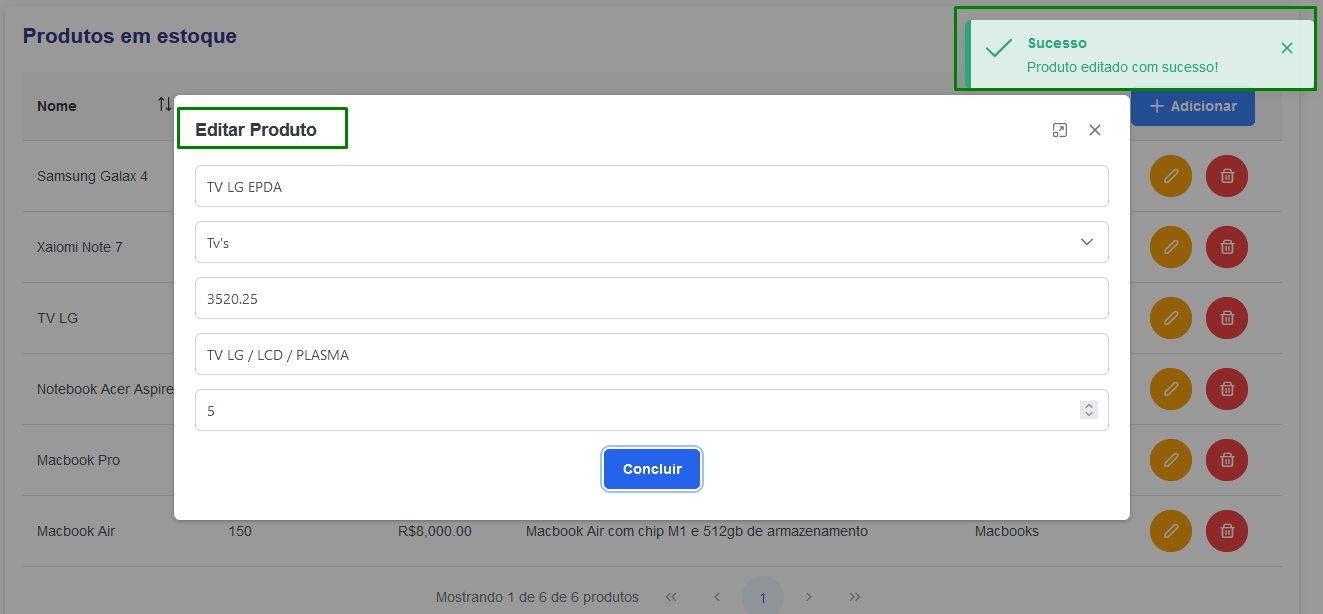 Produtos em estoque
Sucesso
Produto editado com sucesso!
Nome
Adicionar
Editar Produto
Samsung Galax 4
TV LG EPDA
Xaiomi Note 7
Tv's
3520.25
TV LG
TV LG / LCD / PLASMA
Notebook Acer Aspire
5
Macbook Pro
Concluir
Macbook Air 150 R$8,000.00 Macbook Air com chip M1 e 512gb de armazenamento Macbooks
Mostrando 1 de 6 de 6 produtos << < 1 > >>